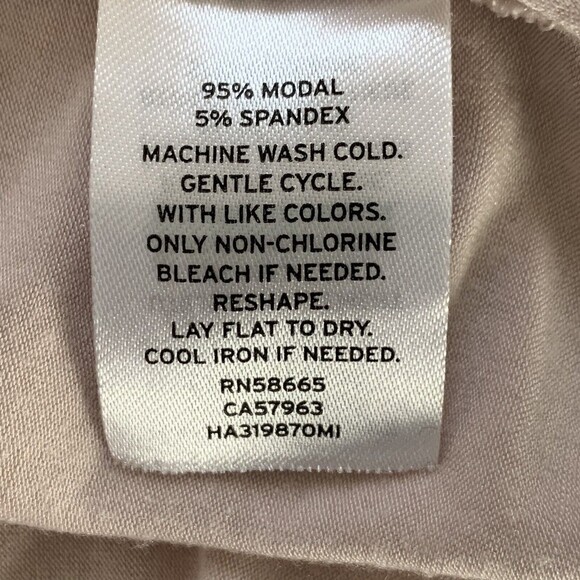 95% MODAL
5% SPANDEX
MACHINE WASH COLD.
GENTLE CYCLE.
WITH LIKE COLORS.
ONLY NON-CHLORINE
BLEACH IF NEEDED.
RESHAPE.
LAY FLAT TO DRY.
COOL IRON IF NEEDED.
RN58665
CA57963
HA319870MI